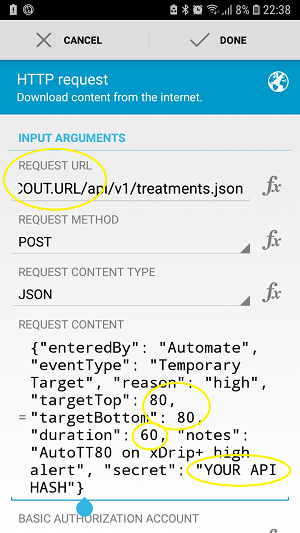 8% 22:38
CANCEL
DONE
HTTP request
Download content from the internet.
INPUT ARGUMENTS
REQUEST URL
COUT.URL/api/v1/treatments.json
fx
REQUEST METHOD
POST
fx
REQUEST CONTENT TYPE
JSON
fx
REQUEST CONTENT
{"enteredBy": "Automate",
"eventType": "Temporary
Target", "reason": "high",
"targetTop": 80,
= "targetBottom": 80,
"duration": 60, "notes":
"AutoTT80 on xDrip+ high
alert", "secret": "YOUR API
HASH"}
BASIC AUTHORIZATION ACCOUNT